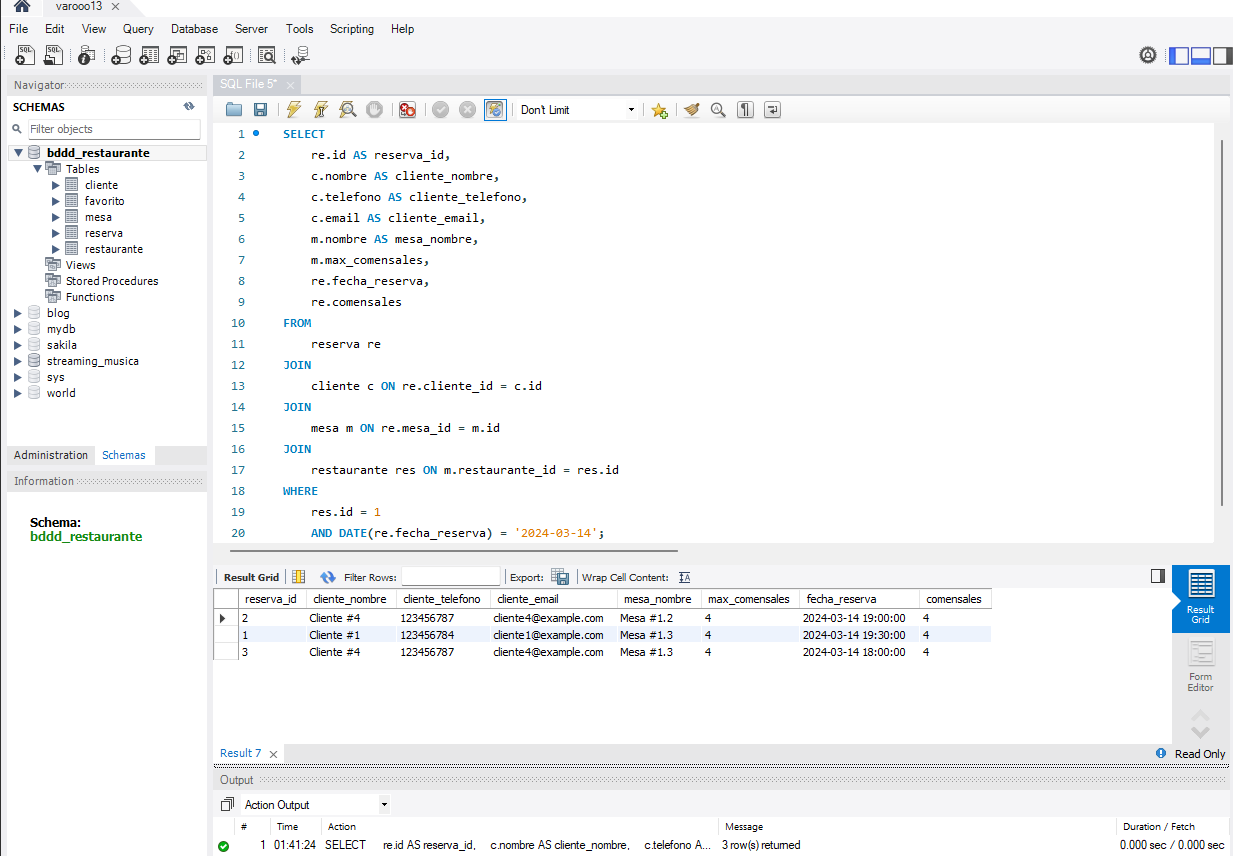 varooo13
File Edit View Query Database Server Tools Scripting Help
Navigator
SCHEMAS
Filter objects
bddd_restaurante
Tables
cliente
favorito
mesa
reserva
restaurante
Views
Stored Procedures
Functions
blog
mydb
sakila
streaming_musica
sys
world
Administration Schemas
Information
Schema:
bddd_restaurante
SQL File 5*
Don't Limit
1 SELECT
2 re.id AS reserva_id,
3 c.nombre AS cliente_nombre,
4 c.telefono AS cliente_telefono,
5 c.email AS cliente_email,
6 m.nombre AS mesa_nombre,
7 m.max_comensales,
8 re.fecha_reserva,
9 re.comensales
10 FROM
11 reserva re
12 JOIN
13 cliente c ON re.cliente_id = c.id
14 JOIN
15 mesa m ON re.mesa_id = m.id
16 JOIN
17 restaurante res ON m.restaurante_id = res.id
18 WHERE
19 res.id = 1
20 AND DATE(re.fecha_reserva) = '2024-03-14';
Result Grid Filter Rows: Export: Wrap Cell Content: IA
reserva_id cliente_nombre cliente_telefono cliente_email mesa_nombre max_comensales fecha_reserva comensales
2 Cliente #4 123456787 cliente4@example.com Mesa #1.2 4 2024-03-14 19:00:00 4
1 Cliente #1 123456784 cliente1@example.com Mesa #1.3 4 2024-03-14 19:30:00 4
3 Cliente #4 123456787 cliente4@example.com Mesa #1.3 4 2024-03-14 18:00:00 4
Result
Grid
Form
Editor
Result 7
Read Only
Output
Action Output
# Time Action Message Duration / Fetch
1 01:41:24 SELECT re.id AS reserva_id, c.nombre AS cliente_nombre, c.telefono A... 3 row(s) returned 0.000 sec / 0.000 sec